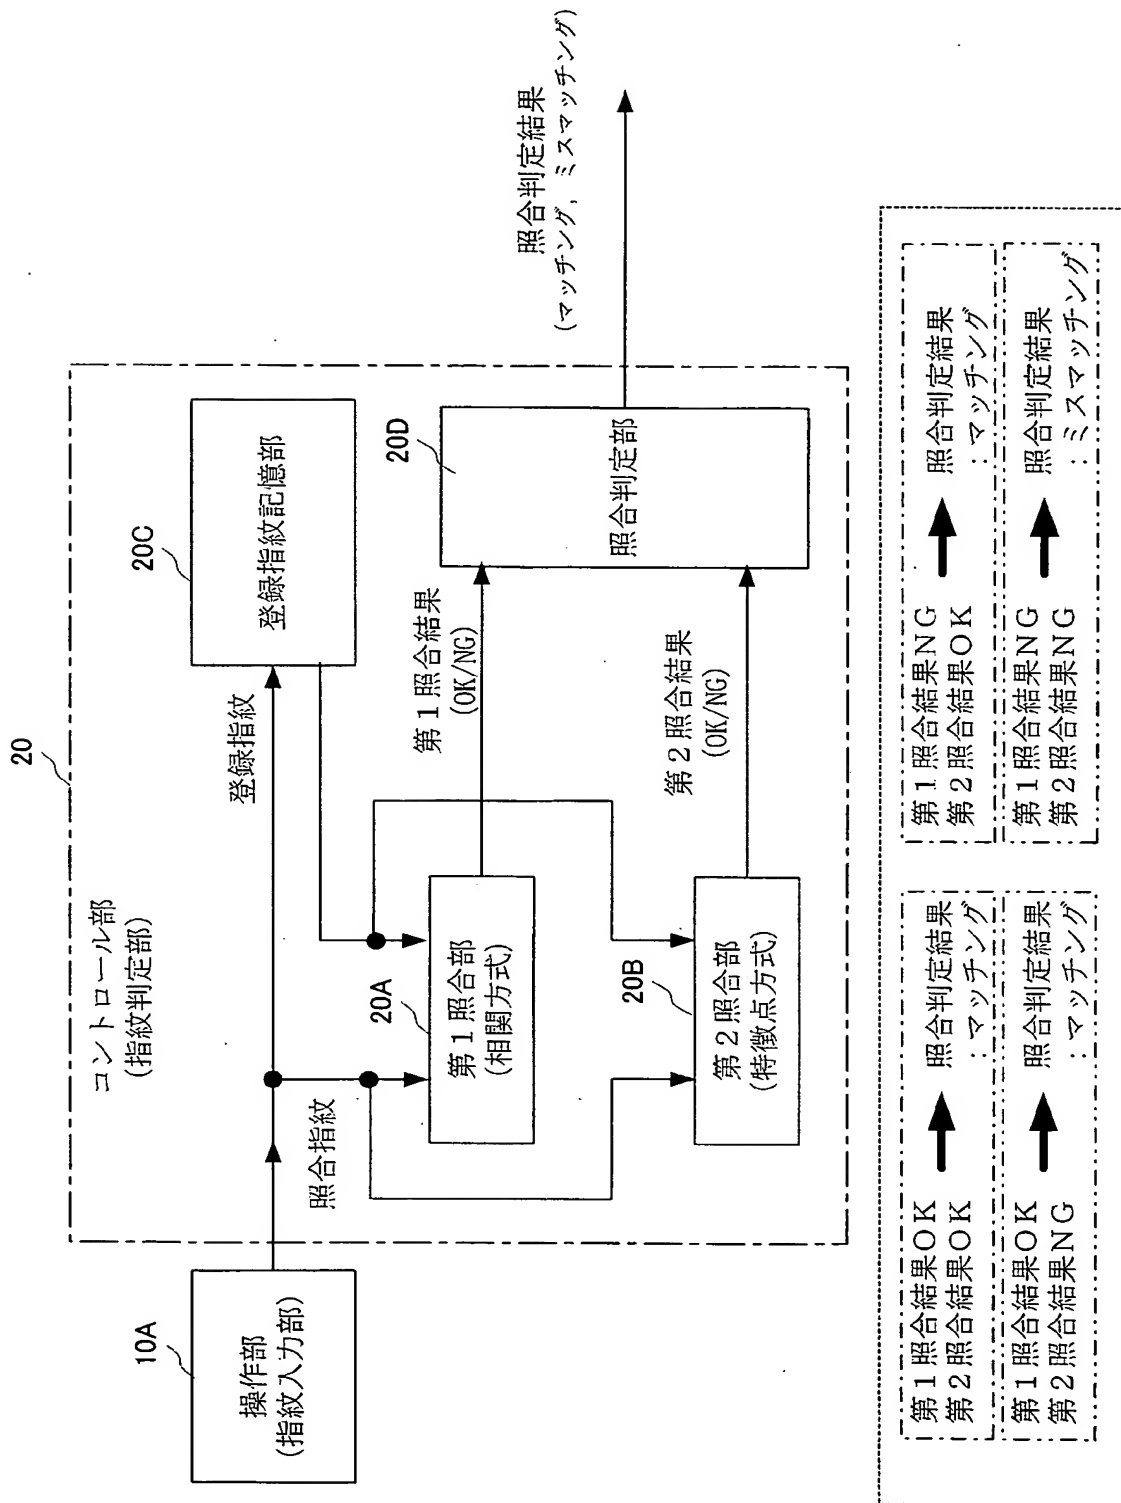 20
コントロール部
(指紋判定部)
10A
操作部
(指紋入力部)
登録指紋
照合指紋
20C
登録指紋記憶部
20A
第1照合部
(相関方式)
20B
第2照合部
(特徴点方式)
第1照合結果
(OK/NG)
第2照合結果
(OK/NG)
20D
照合判定部
照合判定結果
(マッチング, ミスマッチング)
第1照合結果OK
第2照合結果OK
照合判定結果
:マッチング
第1照合結果OK
第2照合結果NG
照合判定結果
:マッチング
第1照合結果NG
第2照合結果OK
照合判定結果
:マッチング
第1照合結果NG
第2照合結果NG
照合判定結果
:ミスマッチング